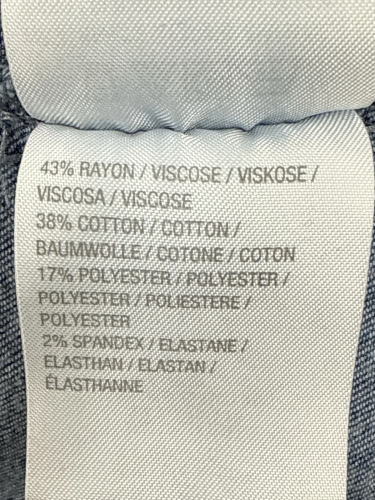 43% RAYON / VISCOSE / VISKOSE /
VISCOSA / VISCOSE
38% COTTON / COTTON /
BAUMWOLLE / COTONE / COTON
17% POLYESTER / POLYESTER /
POLYESTER / POLIESTERE /
POLYESTER
2% SPANDEX / ELASTANE /
ELASTHAN / ELASTAN /
ÉLASTHANNE